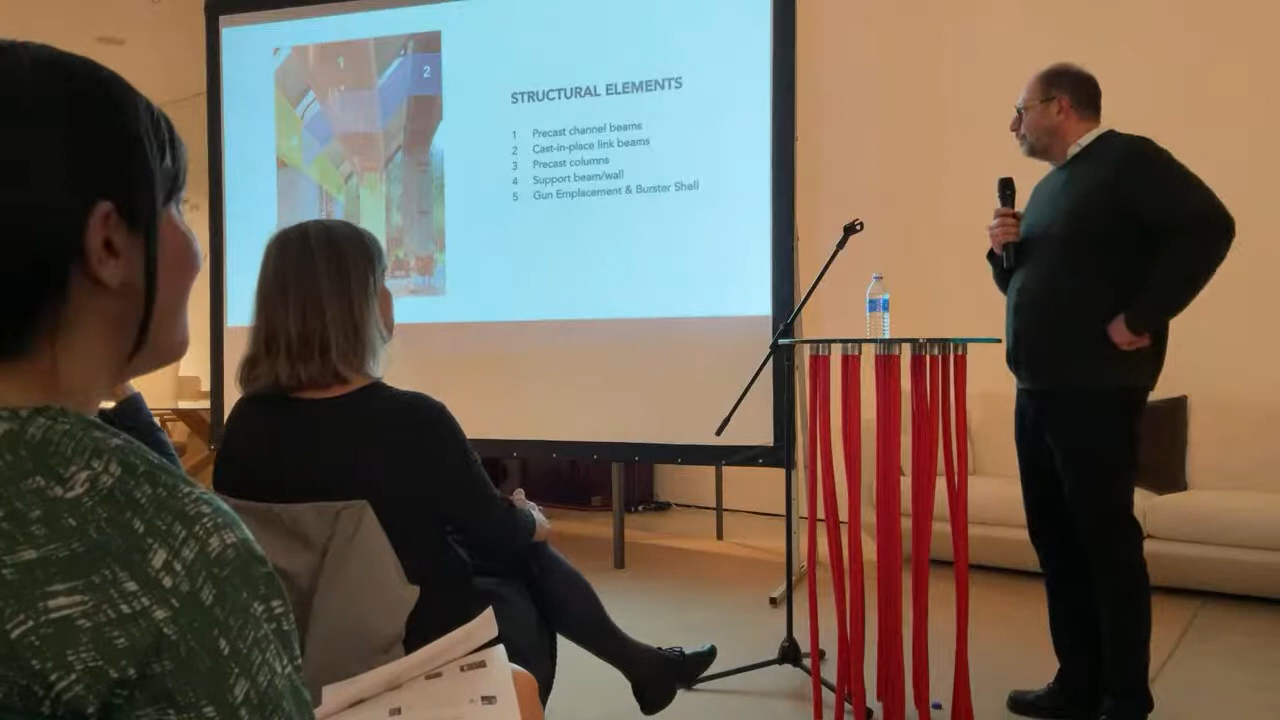 1
2
STRUCTURAL ELEMENTS
1 Precast channel beams
2 Cast-in-place link beams
3 Precast columns
4 Support beam/wall
5 Gun Emplacement & Burster Shell